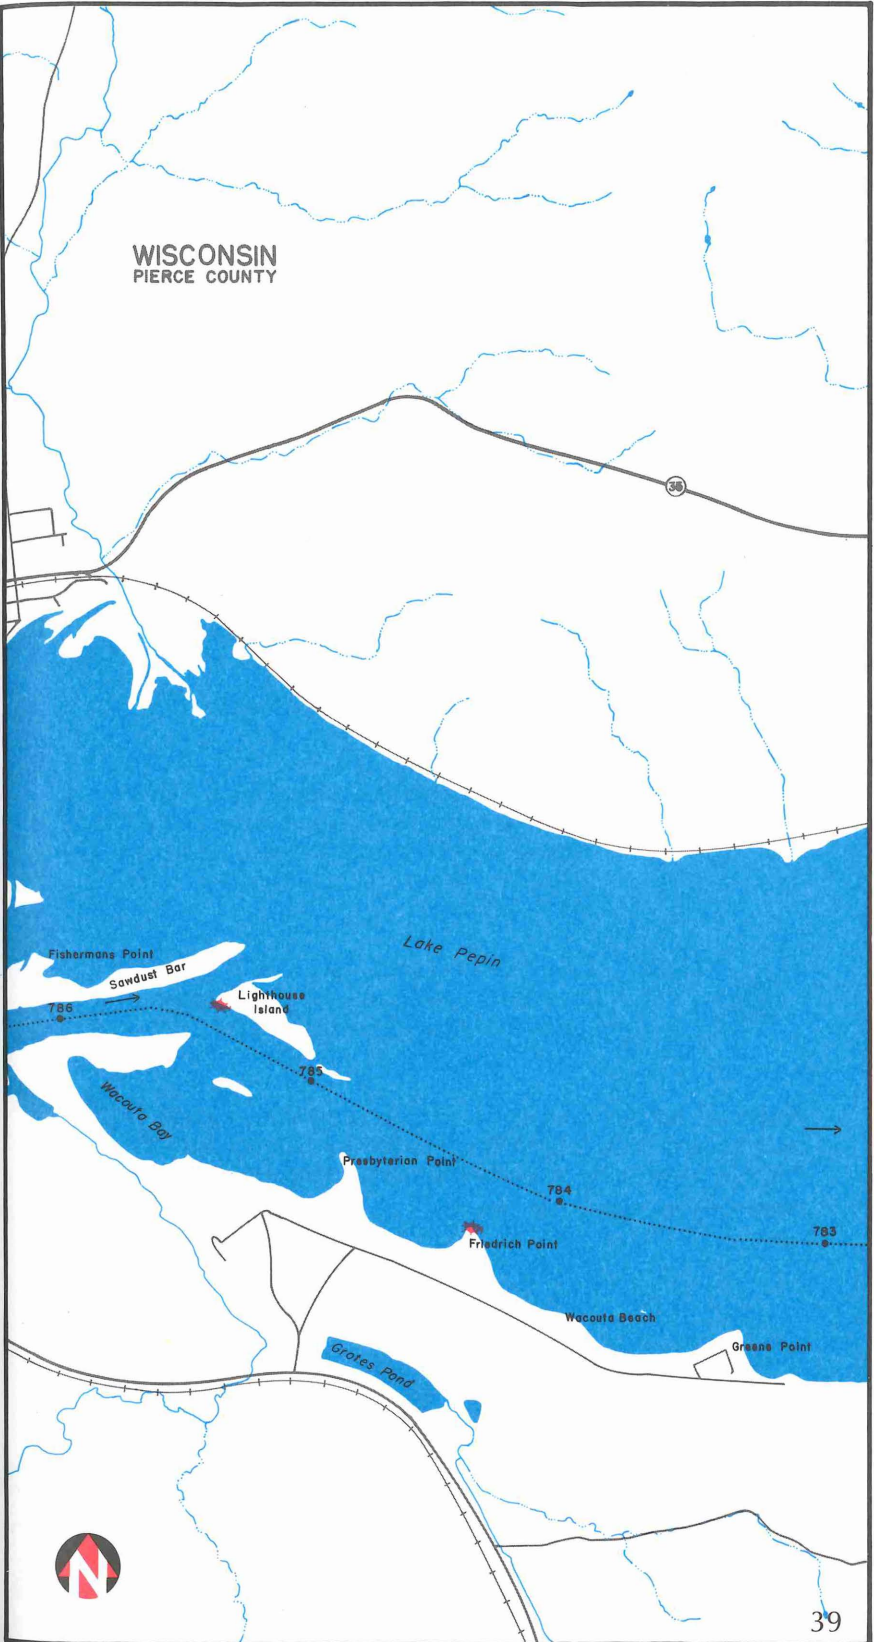 WISCONSIN
PIERCE COUNTY
35
Lake Pepin
Fishermans Point
Sawdust Bar
Lighthouse
Island
786
785
Wacouta Bay
Presbyterian Point
784
783
Friedrich Point
Wacouta Beach
Greene Point
Grotes Pond
N
39